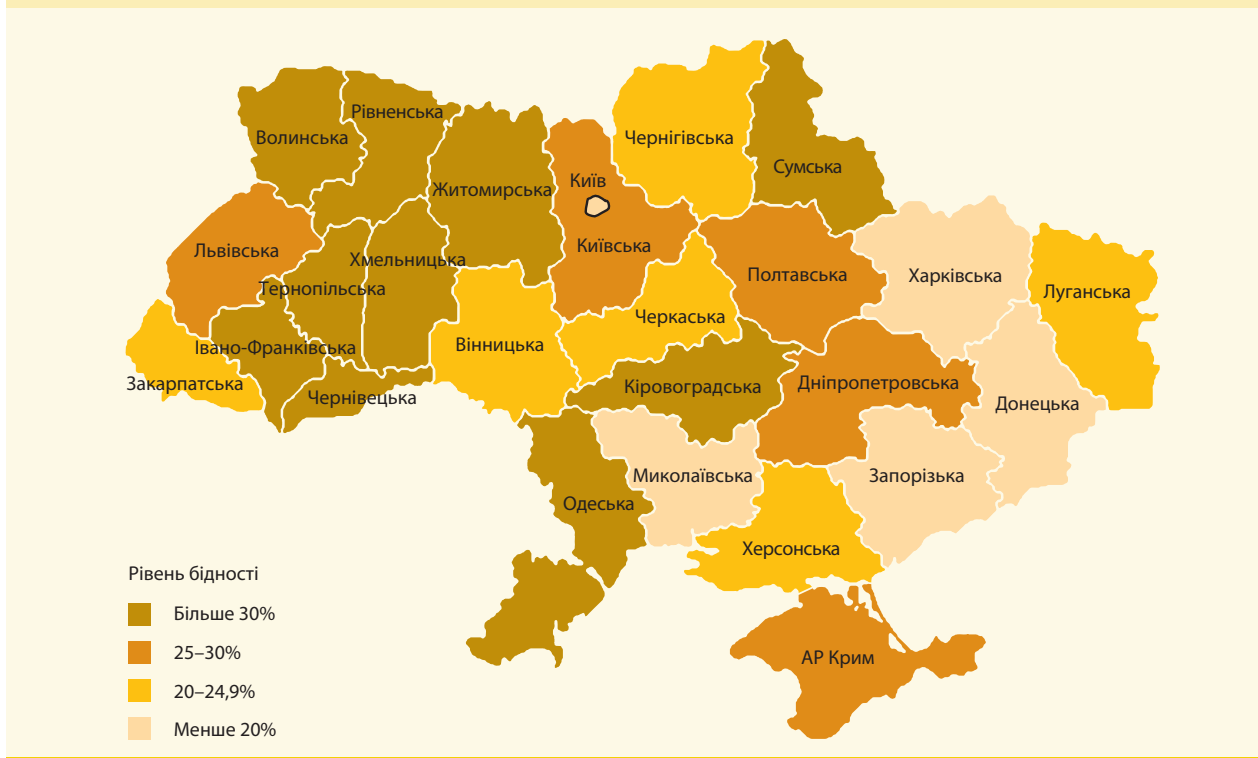 Рівненська
Волинська
Чернігівська
Сумська
Київ
Житомирська
Київська
Львівська
Хмельницька
Полтавська
Харківська
Тернопільська
Луганська
Черкаська
Вінницька
Івано-Франківська
Закарпатська
Дніпропетровська
Кіровоградська
Чернівецька
Донецька
Миколаївська
Запорізька
Одеська
Херсонська
АР Крим
Рівень бідності
Більше 30%
25–30%
20–24,9%
Менше 20%